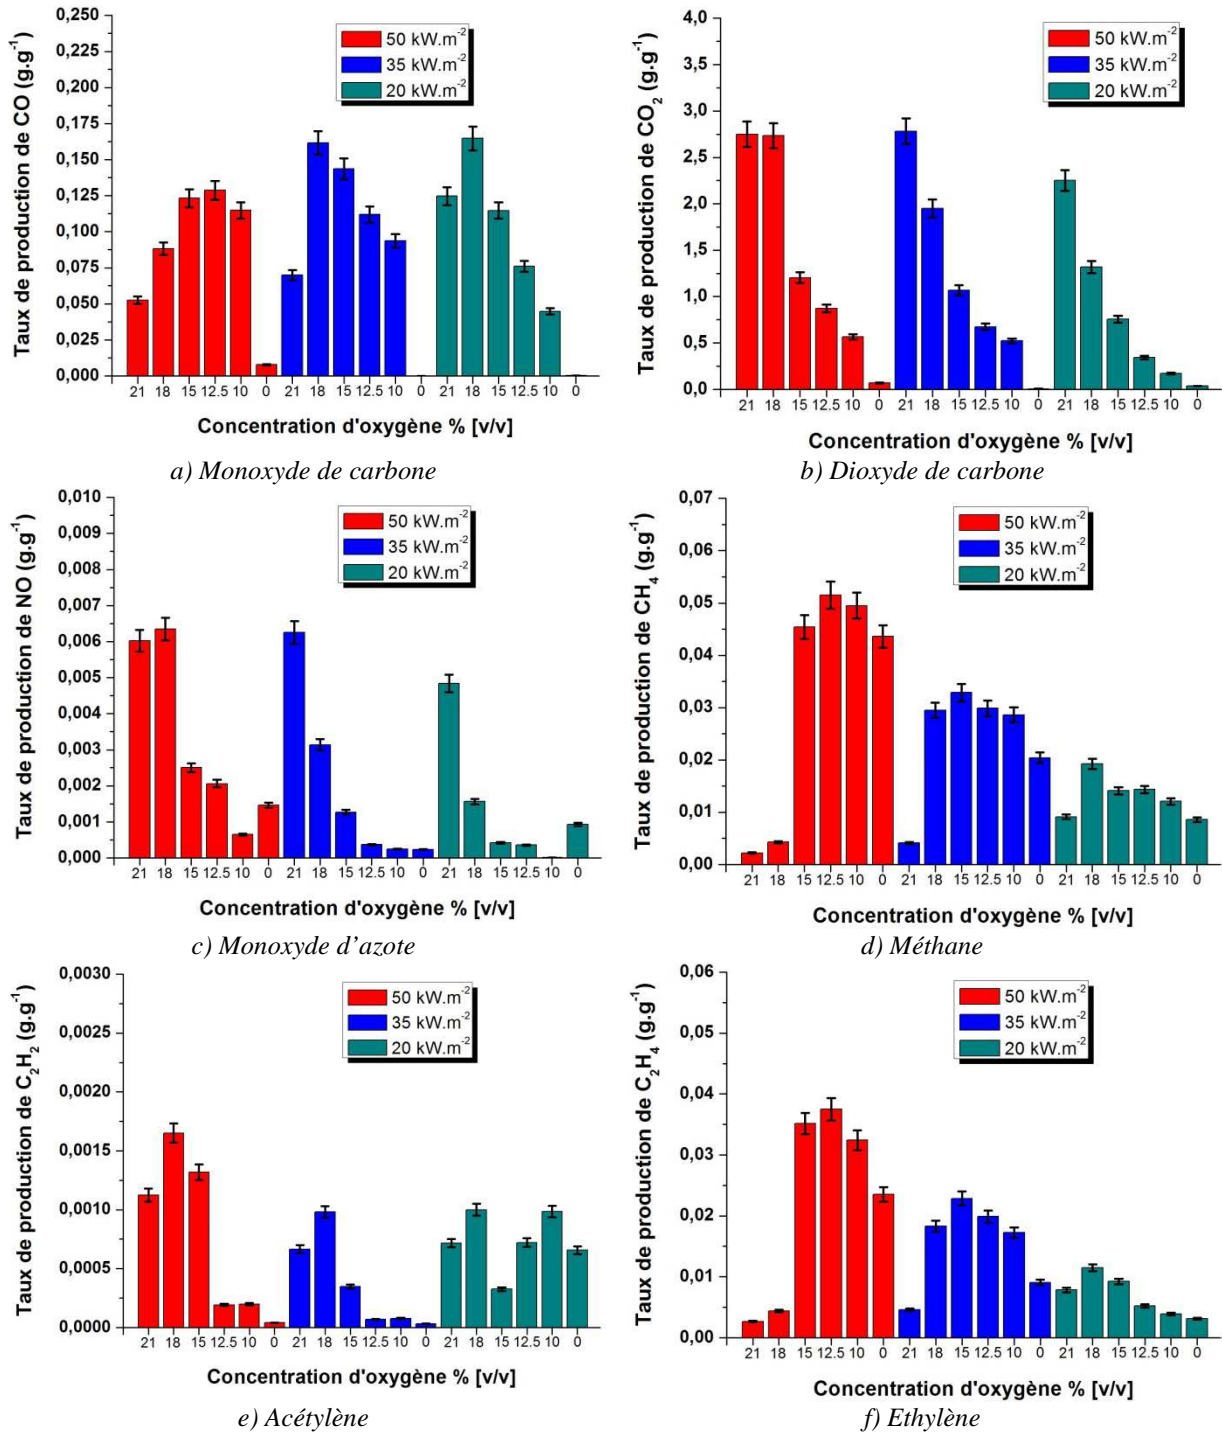 Taux de production de CO (g.g⁻¹)
0,250
0,225
0,200
0,175
0,150
0,125
0,100
0,075
0,050
0,025
0,000
50 kW.m⁻²
35 kW.m⁻²
20 kW.m⁻²
21 18 15 12.5 10 0 21 18 15 12.5 10 0 21 18 15 12.5 10 0
Concentration d'oxygène % [v/v]
a) Monoxyde de carbone
Taux de production de CO₂ (g.g⁻¹)
4,0
3,5
3,0
2,5
2,0
1,5
1,0
0,5
0,0
50 kW.m⁻²
35 kW.m⁻²
20 kW.m⁻²
21 18 15 12.5 10 0 21 18 15 12.5 10 0 21 18 15 12.5 10 0
Concentration d'oxygène % [v/v]
b) Dioxyde de carbone
Taux de production de NO (g.g⁻¹)
0,010
0,009
0,008
0,007
0,006
0,005
0,004
0,003
0,002
0,001
0,000
50 kW.m⁻²
35 kW.m⁻²
20 kW.m⁻²
21 18 15 12.5 10 0 21 18 15 12.5 10 0 21 18 15 12.5 10 0
Concentration d'oxygène % [v/v]
c) Monoxyde d’azote
Taux de production de CH₄ (g.g⁻¹)
0,07
0,06
0,05
0,04
0,03
0,02
0,01
0,00
50 kW.m⁻²
35 kW.m⁻²
20 kW.m⁻²
21 18 15 12.5 10 0 21 18 15 12.5 10 0 21 18 15 12.5 10 0
Concentration d'oxygène % [v/v]
d) Méthane
Taux de production de C₂H₂ (g.g⁻¹)
0,0030
0,0025
0,0020
0,0015
0,0010
0,0005
0,0000
50 kW.m⁻²
35 kW.m⁻²
20 kW.m⁻²
21 18 15 12.5 10 0 21 18 15 12.5 10 0 21 18 15 12.5 10 0
Concentration d'oxygène % [v/v]
e) Acétylène
Taux de production de C₂H₄ (g.g⁻¹)
0,06
0,05
0,04
0,03
0,02
0,01
0,00
50 kW.m⁻²
35 kW.m⁻²
20 kW.m⁻²
21 18 15 12.5 10 0 21 18 15 12.5 10 0 21 18 15 12.5 10 0
Concentration d'oxygène % [v/v]
f) Ethylène